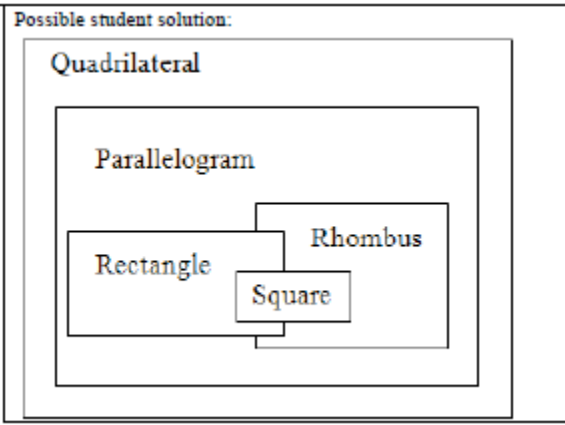 Possible student solution:
Quadrilateral
Parallelogram
Rhombus
Rectangle
Square